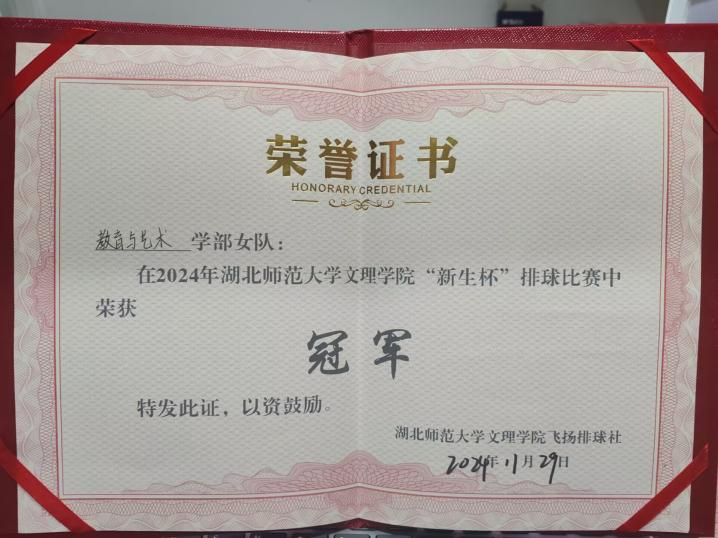 荣誉证书
HONORARY CREDENTIAL
教育与艺术 学部女队：
在2024年湖北师范大学文理学院“新生杯”排球比赛中
荣获
冠军
特发此证，以资鼓励。
湖北师范大学文理学院飞扬排球社
2024年11月29日